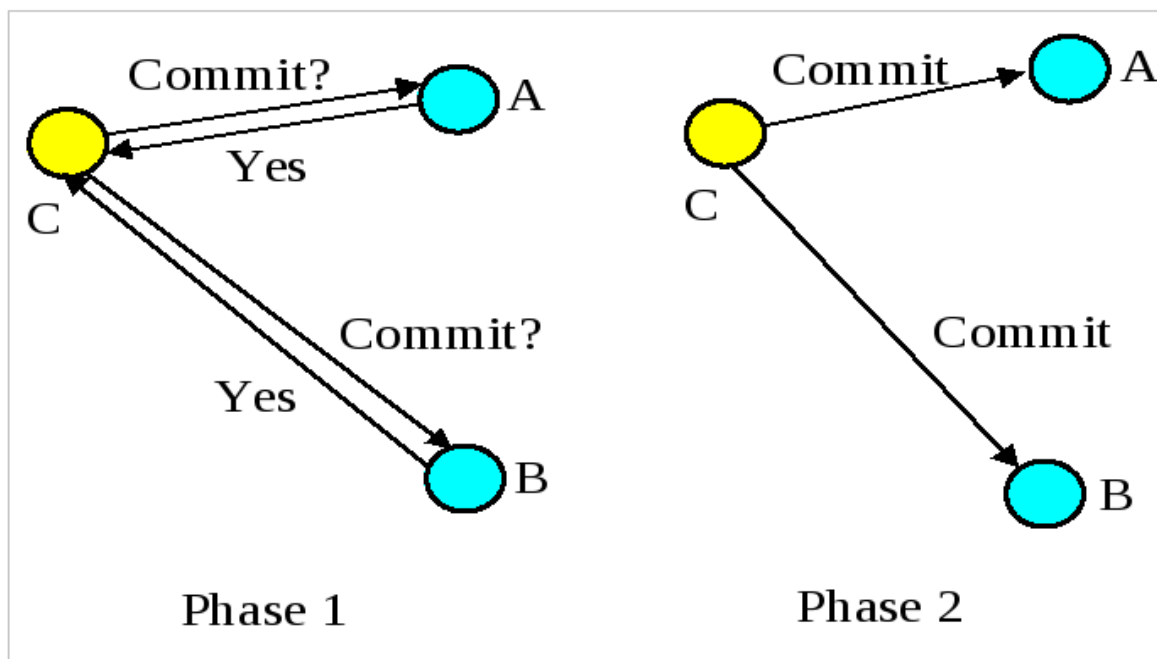 Commit?
A
Yes
C
Commit?
Yes
B
Phase 1
Commit
A
C
Commit
B
Phase 2